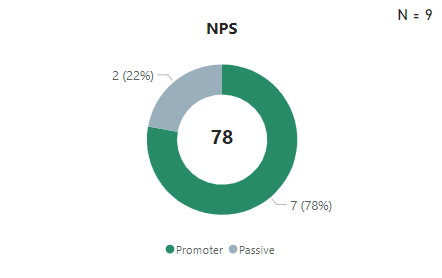 N = 9
NPS
2 (22%)
78
7 (78%)
Promoter Passive